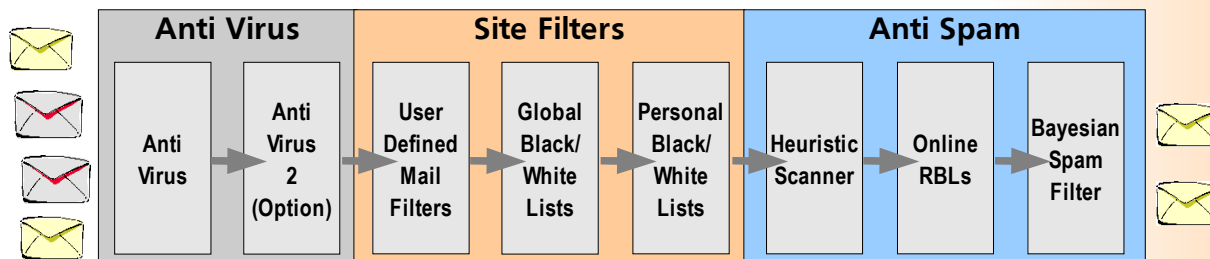 Anti Virus
Site Filters
Anti Spam
Anti
Virus
Anti
Virus
2
(Option)
User
Defined
Mail
Filters
Global
Black/
White
Lists
Personal
Black/
White
Lists
Heuristic
Scanner
Online
RBLs
Bayesian
Spam
Filter